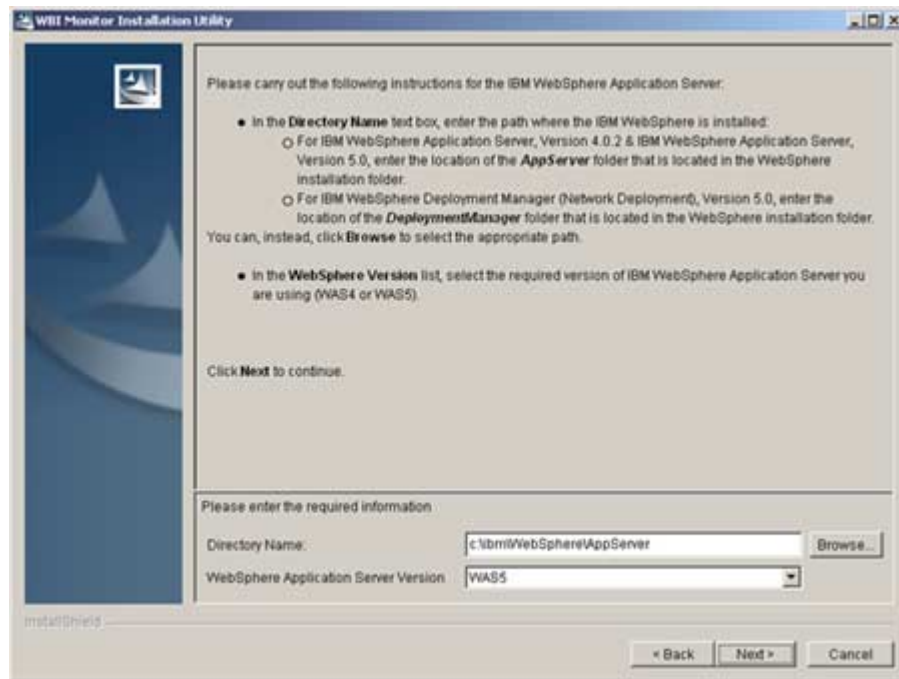 WBI Monitor Installation Utility
Please carry out the following instructions for the IBM WebSphere Application Server:
In the Directory Name text box, enter the path where the IBM WebSphere is installed:
For IBM WebSphere Application Server, Version 4.0.2 & IBM WebSphere Application Server,
Version 5.0, enter the location of the AppServer folder that is located in the WebSphere
installation folder.
For IBM WebSphere Deployment Manager (Network Deployment), Version 5.0, enter the
location of the DeploymentManager folder that is located in the WebSphere installation folder.
You can, instead, click Browse to select the appropriate path.
In the WebSphere Version list, select the required version of IBM WebSphere Application Server you
are using (WAS4 or WAS5).
Click Next to continue.
Please enter the required information
Directory Name:
c:\ibm\WebSphere\AppServer
Browse...
WebSphere Application Server Version
WAS5
InstallShield
< Back
Next >
Cancel